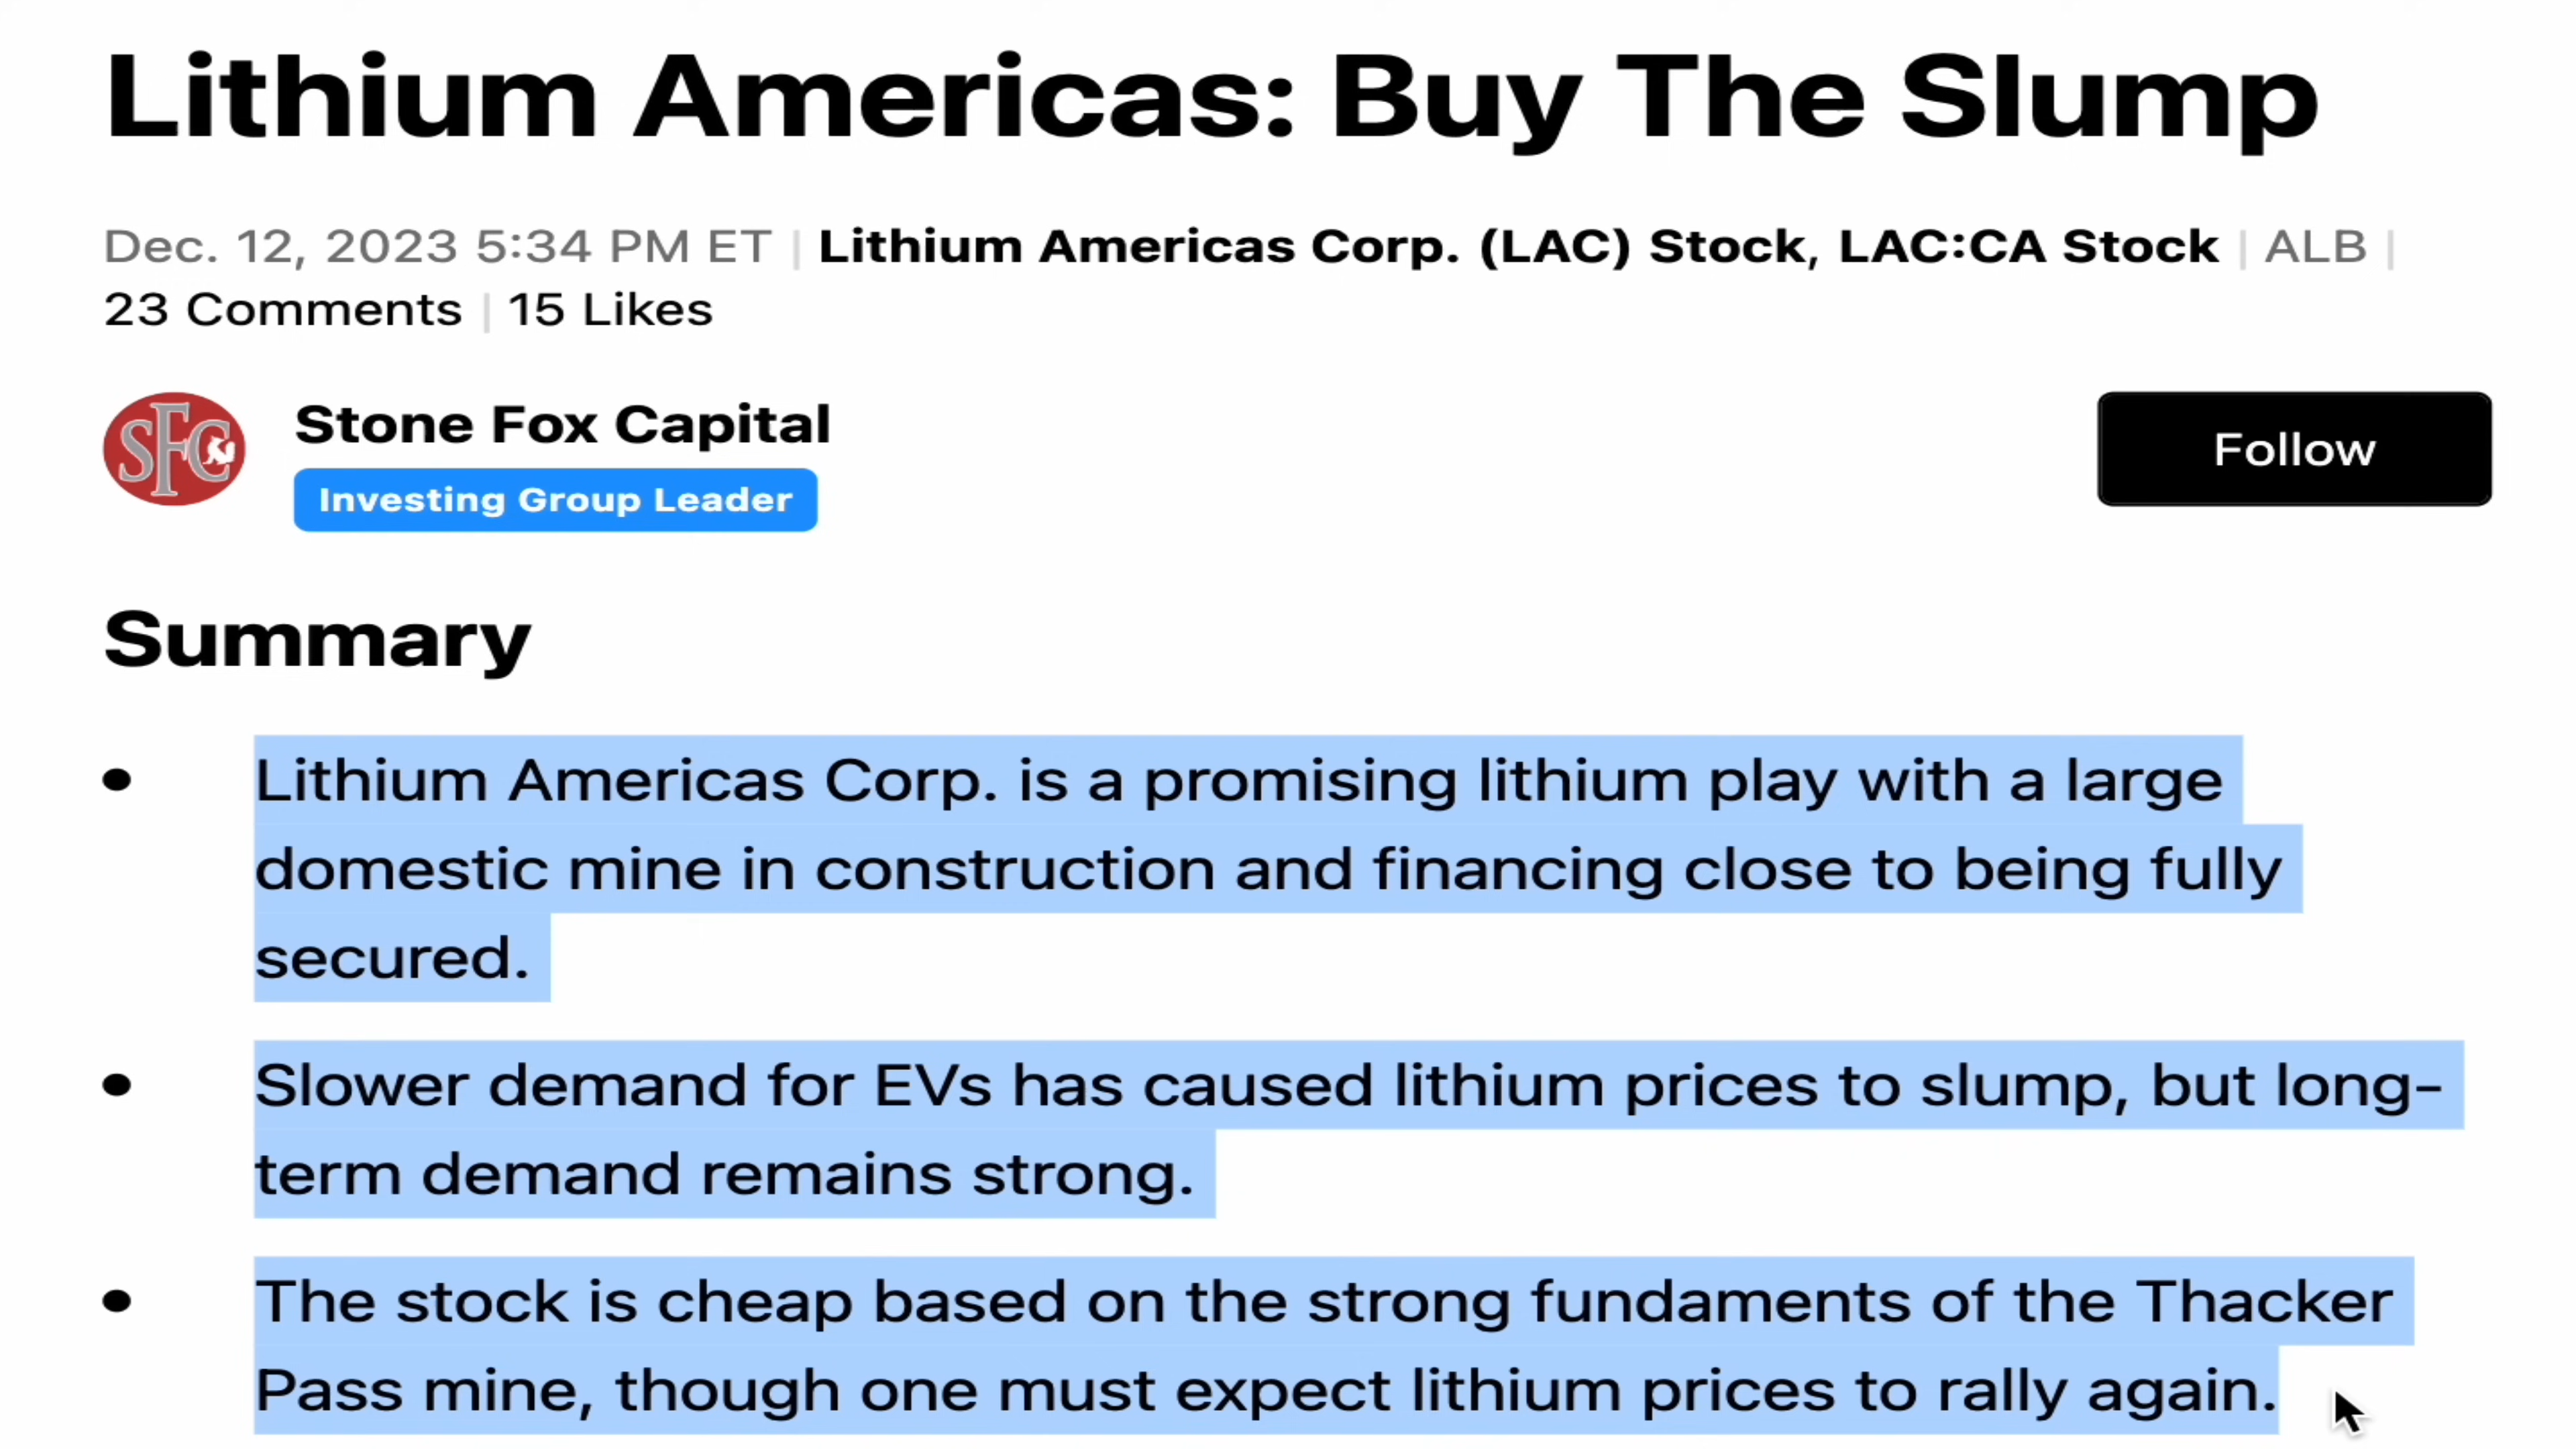 Lithium Americas: Buy The Slump
Dec. 12, 2023 5:34 PM ET | Lithium Americas Corp. (LAC) Stock, LAC:CA Stock | ALB |
23 Comments | 15 Likes
SFC
Stone Fox Capital
Investing Group Leader
Follow
Summary
• Lithium Americas Corp. is a promising lithium play with a large
domestic mine in construction and financing close to being fully
secured.
• Slower demand for EVs has caused lithium prices to slump, but long-
term demand remains strong.
• The stock is cheap based on the strong fundaments of the Thacker
Pass mine, though one must expect lithium prices to rally again.